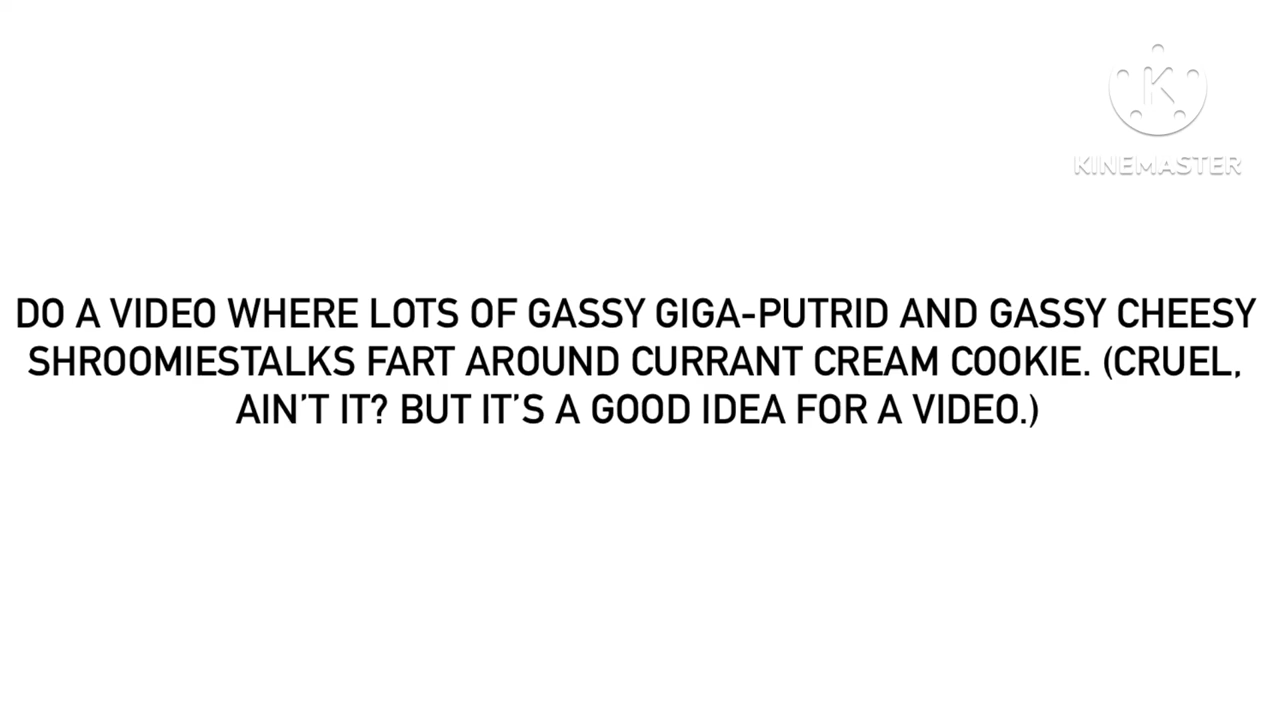 KINEMASTER
DO A VIDEO WHERE LOTS OF GASSY GIGA-PUTRID AND GASSY CHEESY
SHROOMIESTALKS FART AROUND CURRANT CREAM COOKIE. (CRUEL,
AIN'T IT? BUT IT'S A GOOD IDEA FOR A VIDEO.)